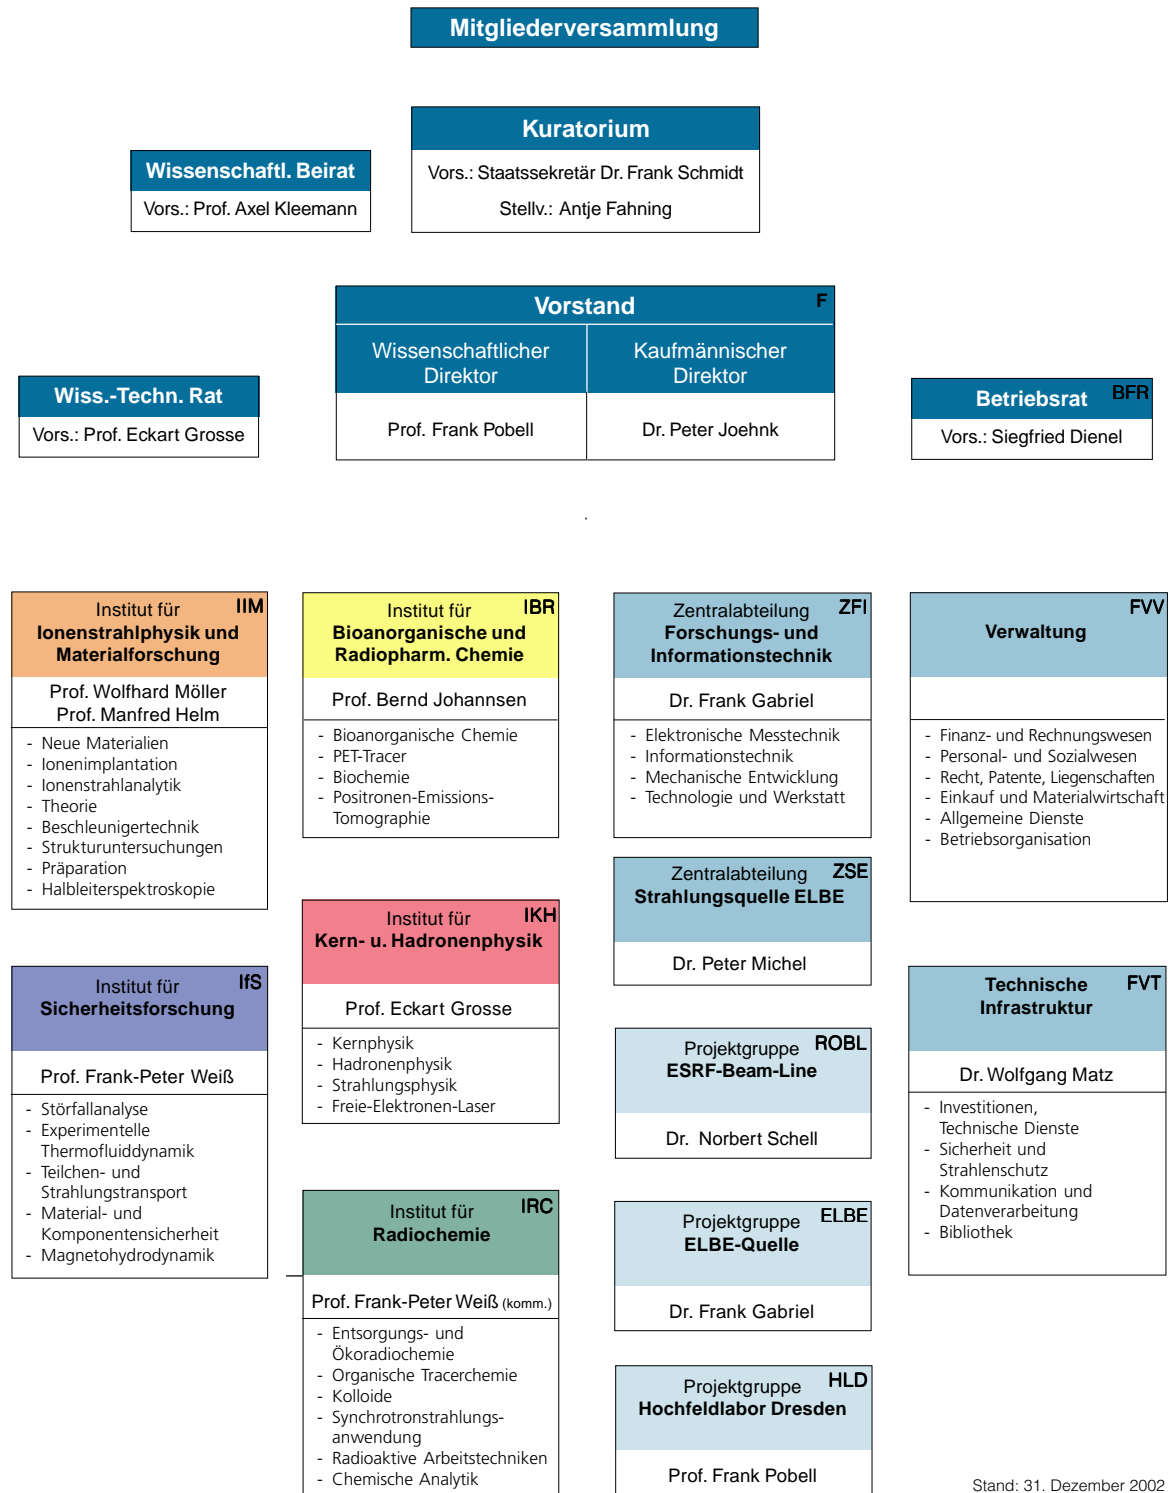 Mitgliederversammlung
Kuratorium
Vors.: Staatssekretär Dr. Frank Schmidt
Stellv.: Antje Fahning
Wissenschaftl. Beirat
Vors.: Prof. Axel Kleemann
Vorstand F
Wissenschaftlicher
Direktor
Kaufmännischer
Direktor
Prof. Frank Pobell
Dr. Peter Joehnk
Wiss.-Techn. Rat
Vors.: Prof. Eckart Grosse
Betriebsrat BFR
Vors.: Siegfried Dienel
Institut für IIM
Ionenstrahlphysik und
Materialforschung
Prof. Wolfhard Möller
Prof. Manfred Helm
- Neue Materialien
- Ionenimplantation
- Ionenstrahlanalytik
- Theorie
- Beschleunigertechnik
- Strukturuntersuchungen
- Präparation
- Halbleiterspektroskopie
Institut für IfS
Sicherheitsforschung
Prof. Frank-Peter Weiß
- Störfallanalyse
- Experimentelle
Thermofluiddynamik
- Teilchen- und
Strahlungstransport
- Material- und
Komponentensicherheit
- Magnetohydrodynamik
Institut für IBR
Bioanorganische und
Radiopharm. Chemie
Prof. Bernd Johannsen
- Bioanorganische Chemie
- PET-Tracer
- Biochemie
- Positronen-Emissions-
Tomographie
Institut für IKH
Kern- u. Hadronenphysik
Prof. Eckart Grosse
- Kernphysik
- Hadronenphysik
- Strahlungsphysik
- Freie-Elektronen-Laser
Institut für IRC
Radiochemie
Prof. Frank-Peter Weiß (komm.)
- Entsorgungs- und
Ökoradiochemie
- Organische Tracerchemie
- Kolloide
- Synchrotronstrahlungs-
anwendung
- Radioaktive Arbeitstechniken
- Chemische Analytik
Zentralabteilung ZFI
Forschungs- und
Informationstechnik
Dr. Frank Gabriel
- Elektronische Messtechnik
- Informationstechnik
- Mechanische Entwicklung
- Technologie und Werkstatt
Zentralabteilung ZSE
Strahlungsquelle ELBE
Dr. Peter Michel
Projektgruppe ROBL
ESRF-Beam-Line
Dr. Norbert Schell
Projektgruppe ELBE
ELBE-Quelle
Dr. Frank Gabriel
Projektgruppe HLD
Hochfeldlabor Dresden
Prof. Frank Pobell
FVV
Verwaltung
- Finanz- und Rechnungswesen
- Personal- und Sozialwesen
- Recht, Patente, Liegenschaften
- Einkauf und Materialwirtschaft
- Allgemeine Dienste
- Betriebsorganisation
Technische FVT
Infrastruktur
Dr. Wolfgang Matz
- Investitionen,
Technische Dienste
- Sicherheit und
Strahlenschutz
- Kommunikation und
Datenverarbeitung
- Bibliothek
Stand: 31. Dezember 2002